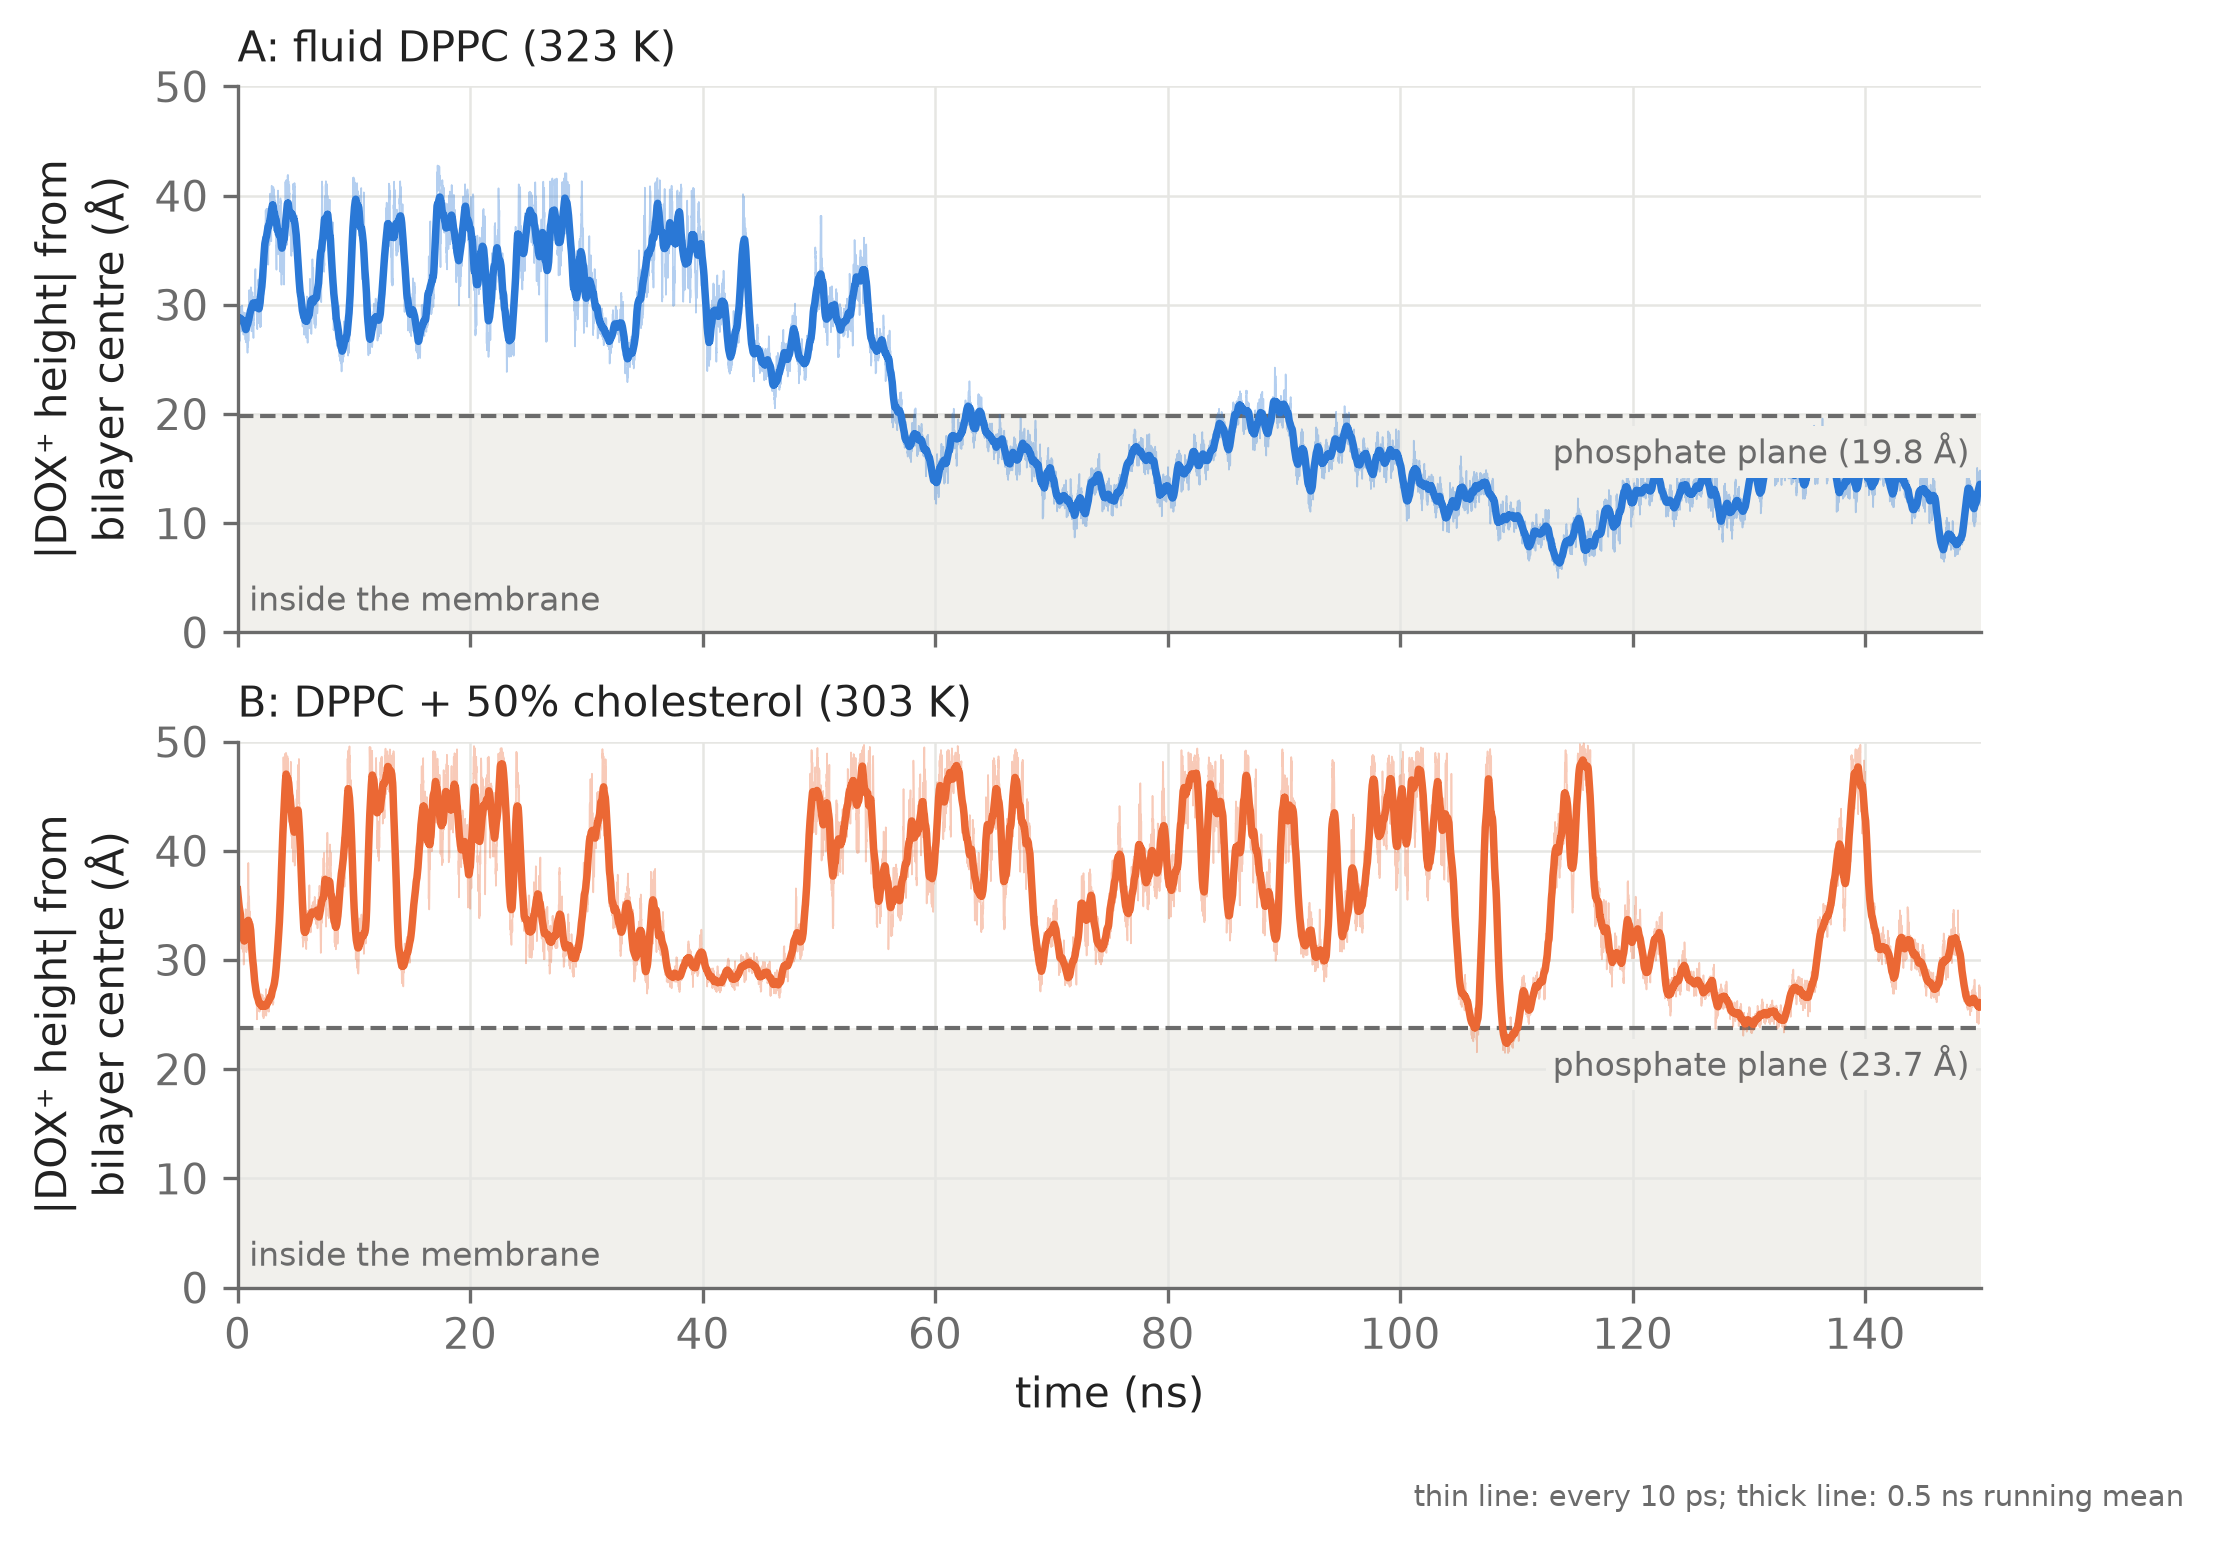 A: fluid DPPC (323 K)
|DOX⁺ height| from
bilayer centre (Å)
50
40
30
20
10
0
phosphate plane (19.8 Å)
inside the membrane
B: DPPC + 50% cholesterol (303 K)
|DOX⁺ height| from
bilayer centre (Å)
50
40
30
20
10
0
phosphate plane (23.7 Å)
inside the membrane
0 20 40 60 80 100 120 140
time (ns)
thin line: every 10 ps; thick line: 0.5 ns running mean